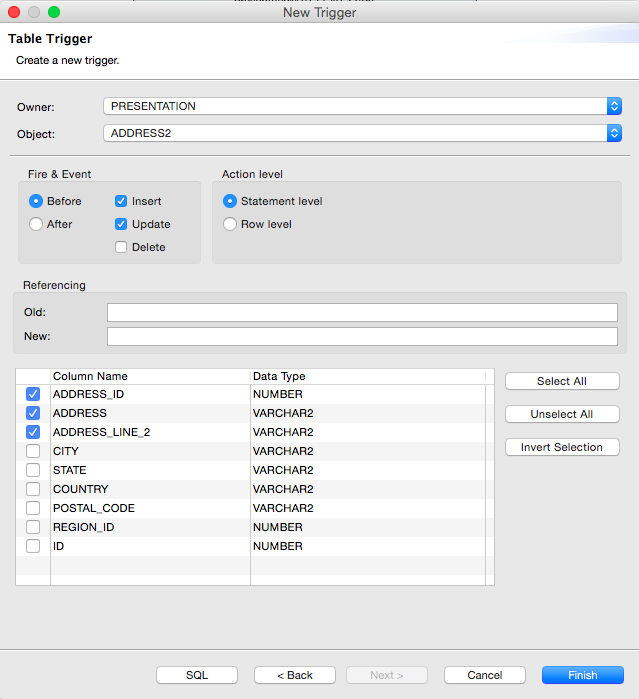 New Trigger
Table Trigger
Create a new trigger.
Owner: PRESENTATION
Object: ADDRESS2
Fire & Event Action level
Before Insert Statement level
After Update Row level
Delete
Referencing
Old:
New:
Column Name Data Type
ADDRESS_ID NUMBER Select All
ADDRESS VARCHAR2 Unselect All
ADDRESS_LINE_2 VARCHAR2
CITY VARCHAR2 Invert Selection
STATE VARCHAR2
COUNTRY VARCHAR2
POSTAL_CODE VARCHAR2
REGION_ID NUMBER
ID NUMBER
SQL < Back Next > Cancel Finish